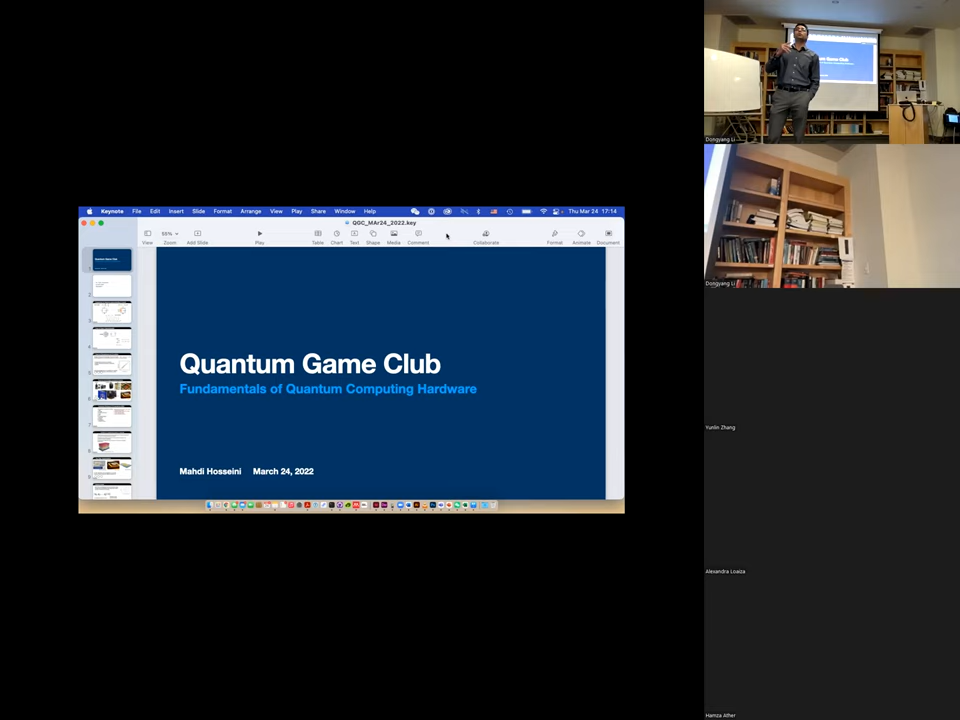 Keynote File Edit Insert Slide Format Arrange View Play Share Window Help Thu Mar 24 17:14
QGC_MAr24_2022.key
55%
View Zoom Add Slide Play Table Chart Text Shape Media Comment Collaborate Format Animate Document
Quantum Game Club
Fundamentals of Quantum Computing Hardware
Mahdi Hosseini March 24, 2022
Dongyang Li
Dongyang Li
Yunlin Zhang
Alexandra Loaiza
Hamza Ather